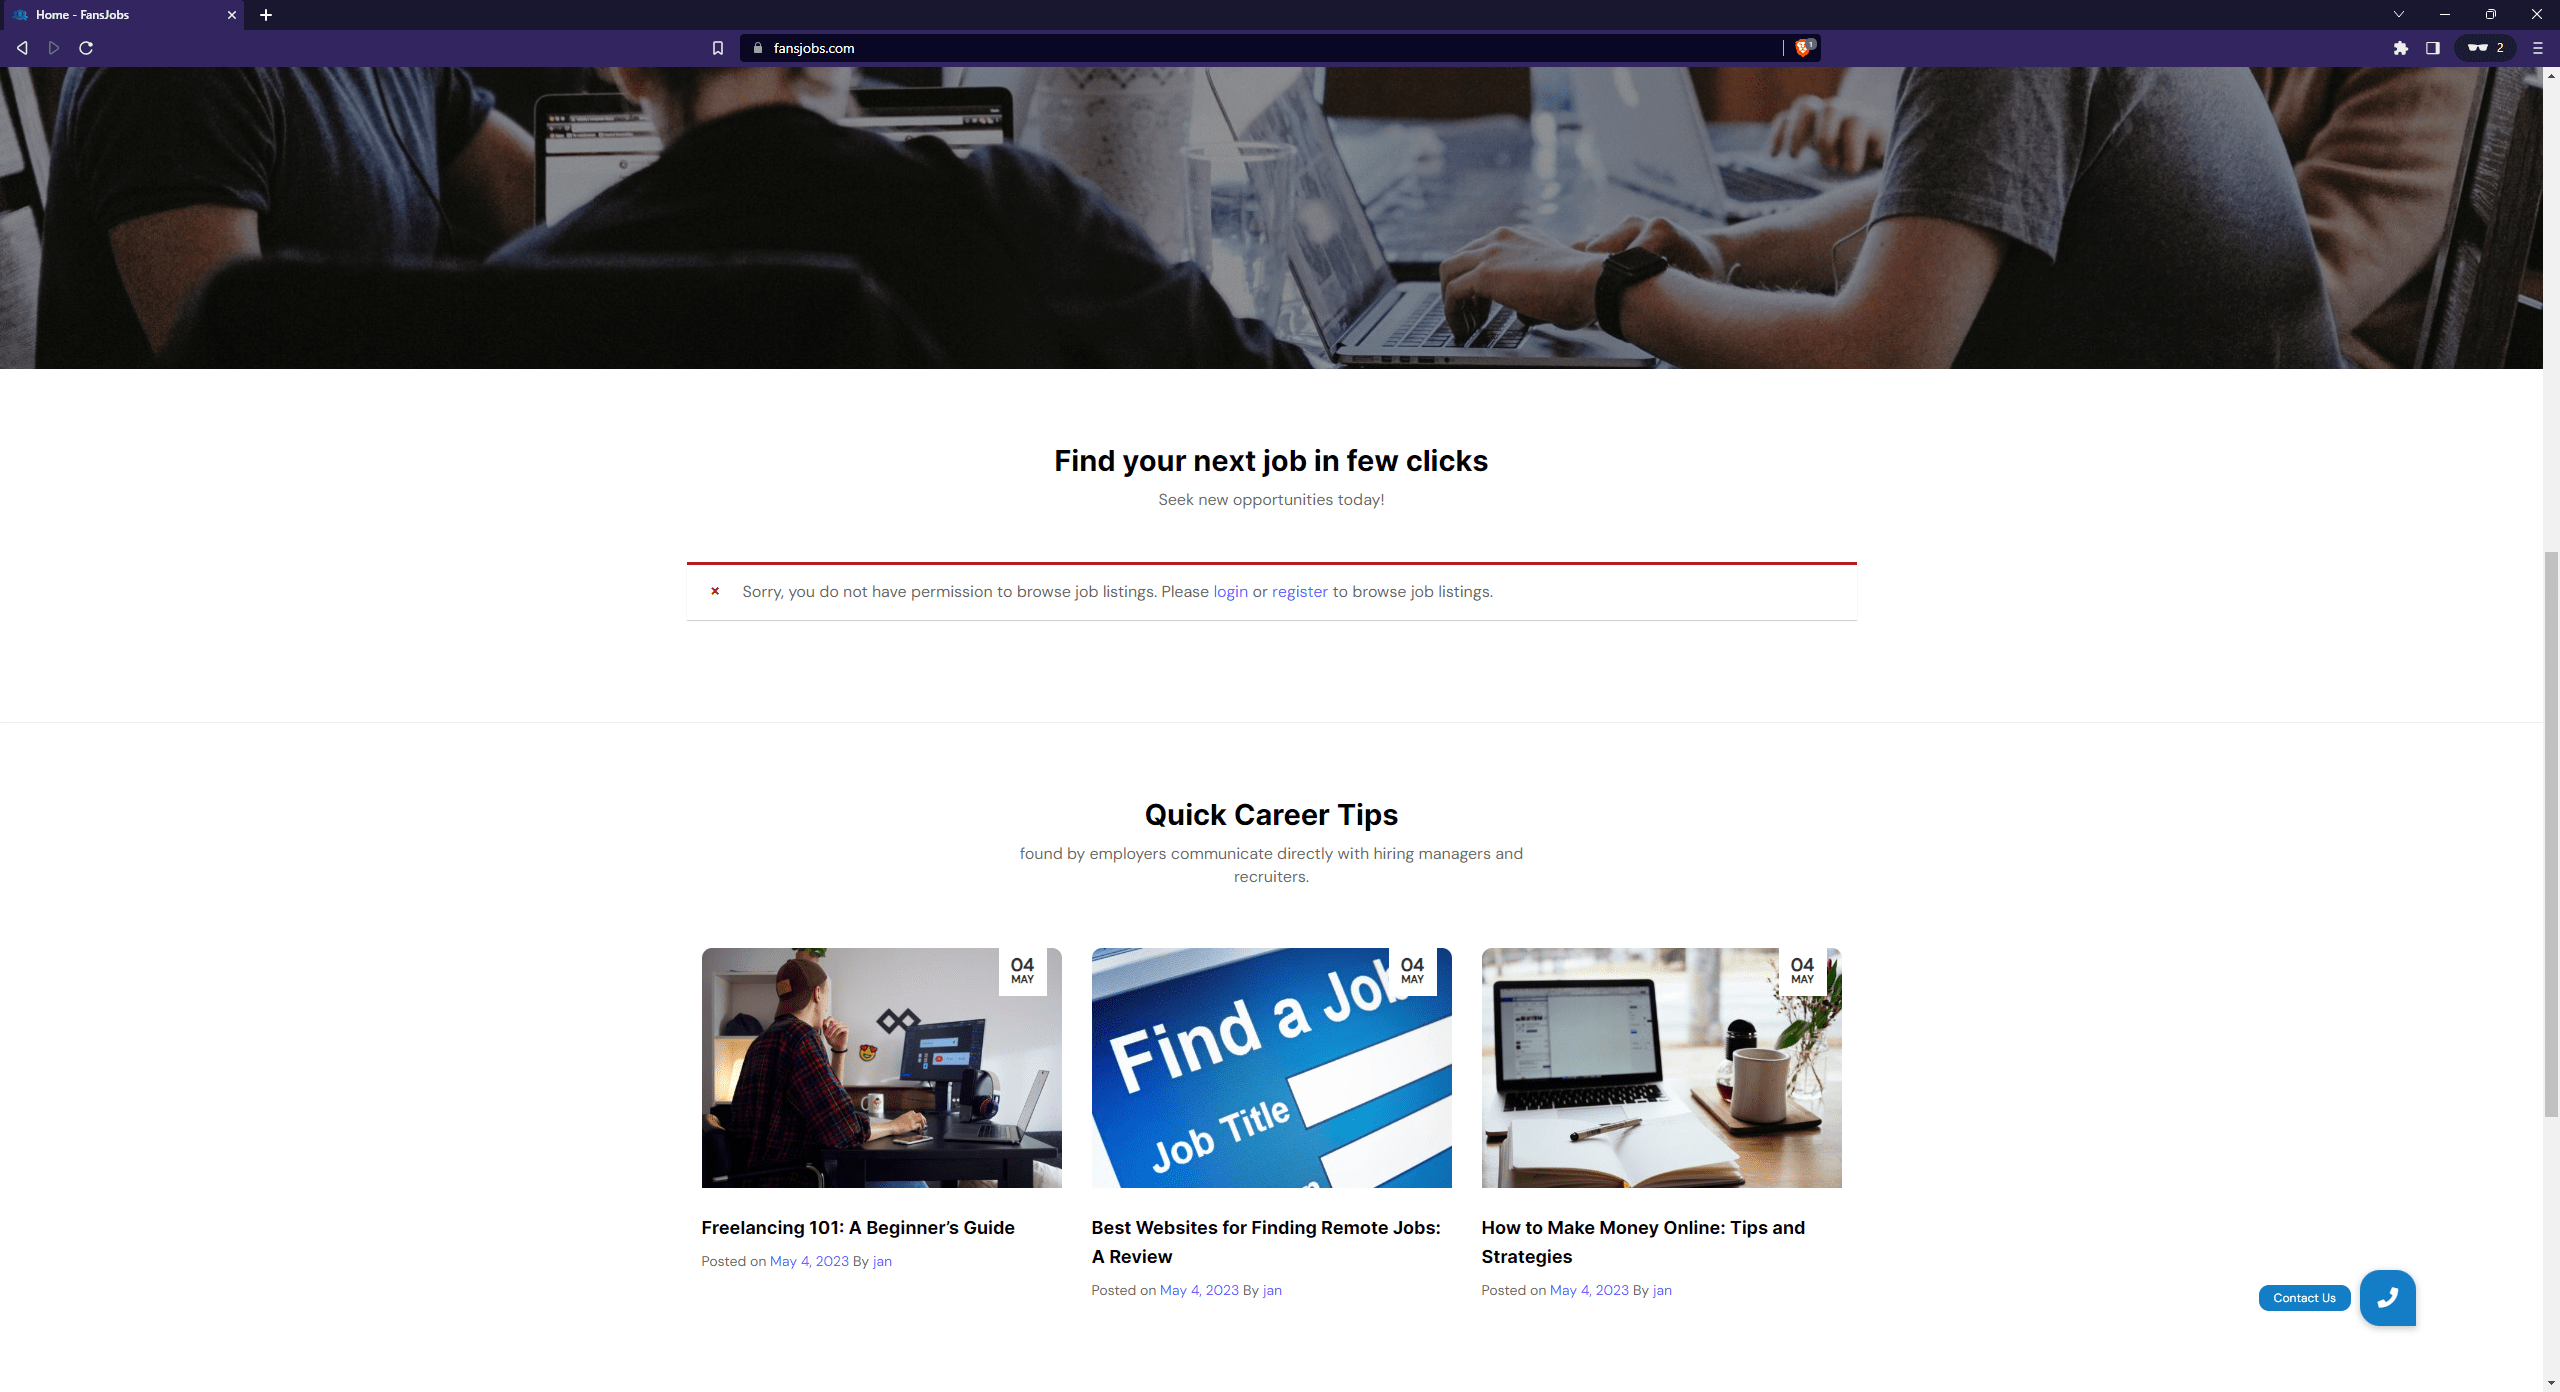 Home - FansJobs
fansjobs.com
1
2
Find your next job in few clicks
Seek new opportunities today!
Sorry, you do not have permission to browse job listings. Please login or register to browse job listings.
Quick Career Tips
found by employers communicate directly with hiring managers and
recruiters.
04
MAY
Find a Job
Job Title
04
MAY
04
MAY
Freelancing 101: A Beginner’s Guide
Posted on May 4, 2023 By jan
Best Websites for Finding Remote Jobs:
A Review
Posted on May 4, 2023 By jan
How to Make Money Online: Tips and
Strategies
Posted on May 4, 2023 By jan
Contact Us